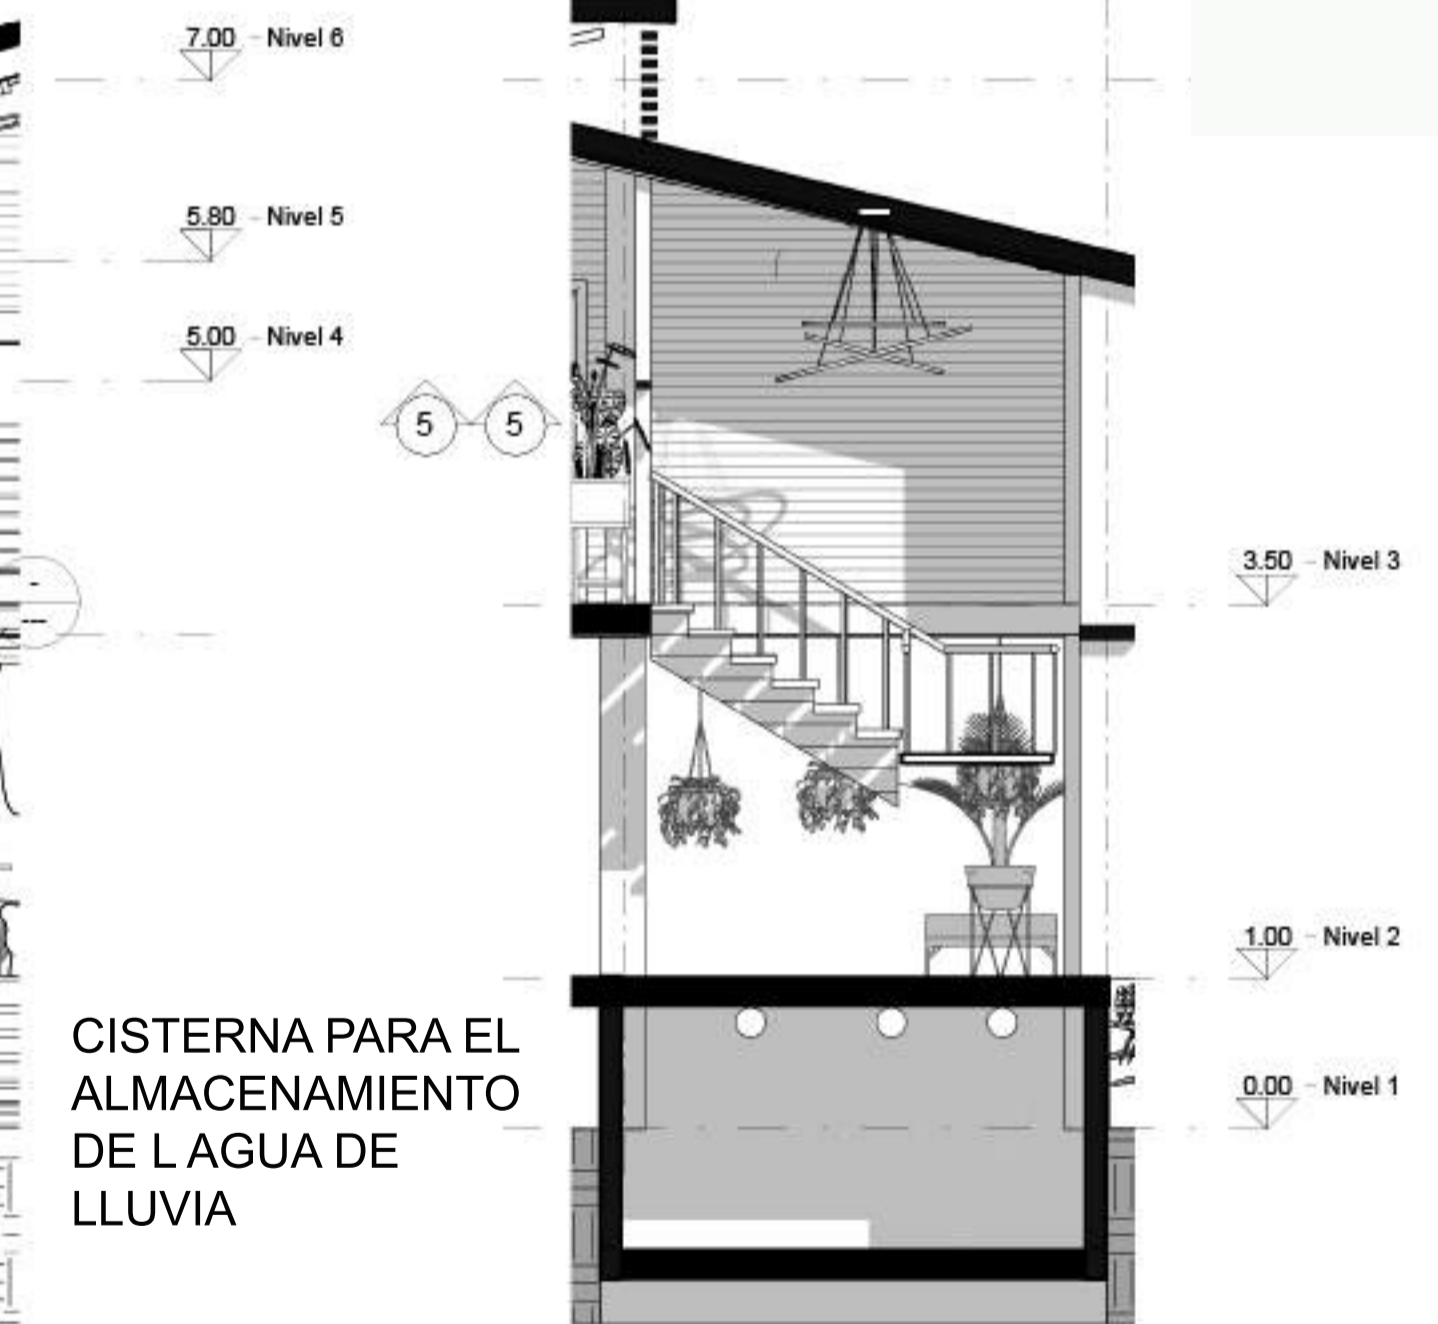 7.00 - Nivel 6
5.80 - Nivel 5
5.00 - Nivel 4
5 5
3.50 - Nivel 3
1.00 - Nivel 2
0.00 - Nivel 1
CISTERNA PARA EL
ALMACENAMIENTO
DE L AGUA DE
LLUVIA